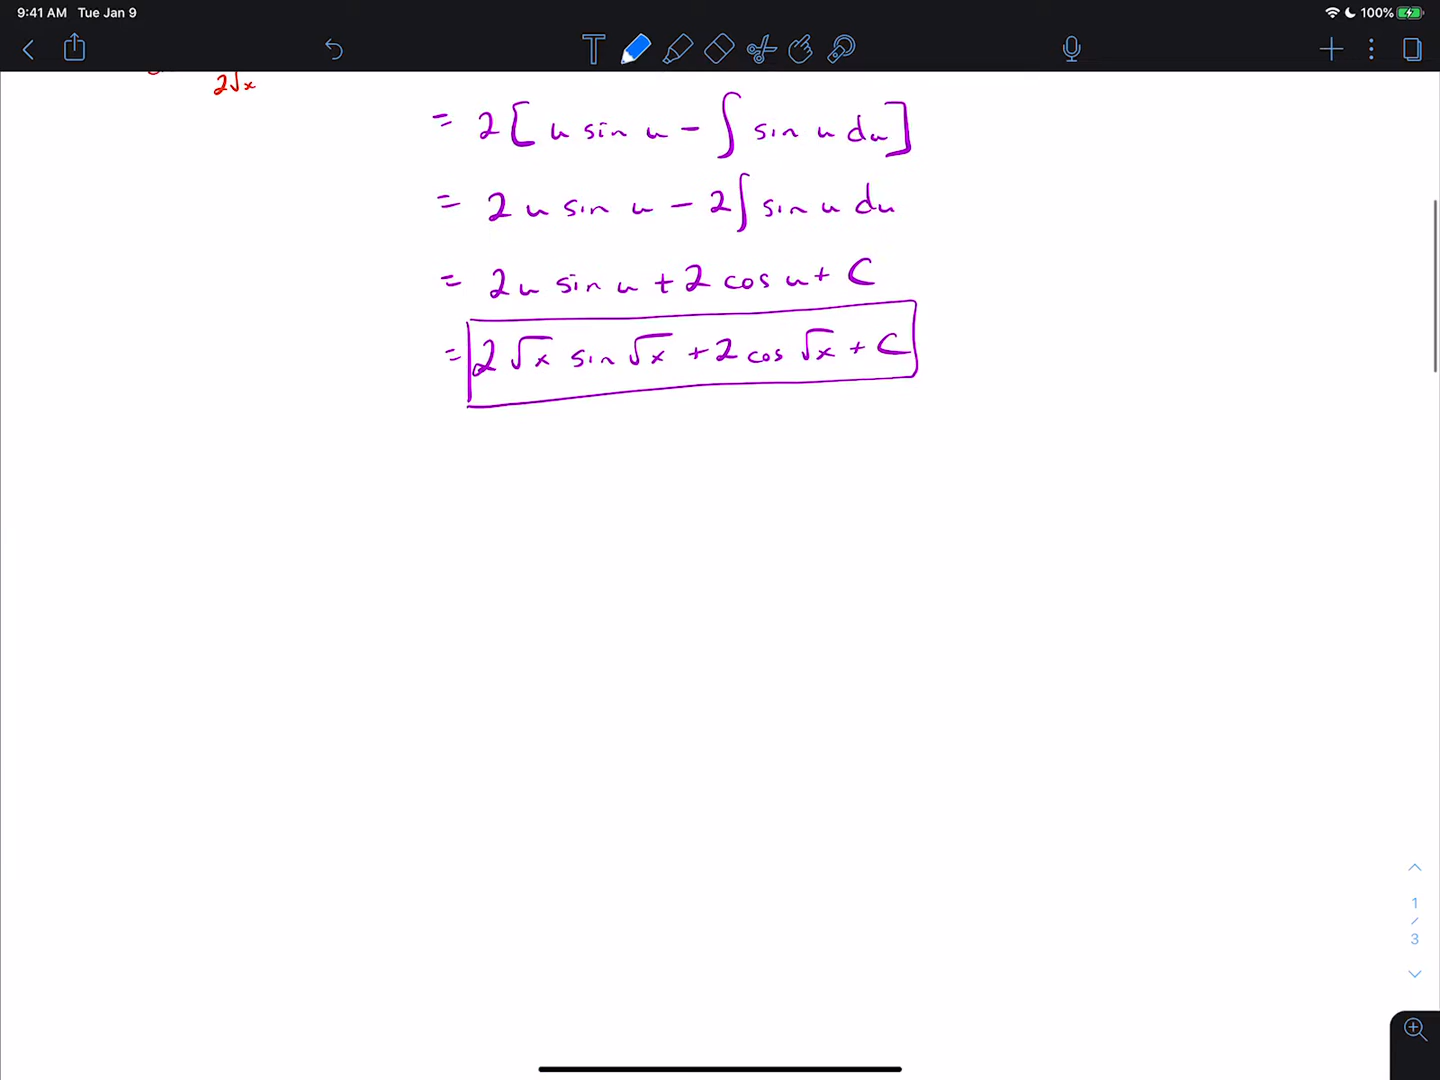 9:41 AM Tue Jan 9 100%
T
2√x
= 2[u sin u - ∫ sin u du]
= 2u sin u - 2∫ sin u du
= 2u sin u + 2 cos u + C
= 2√x sin √x + 2 cos √x + C
1
/
3